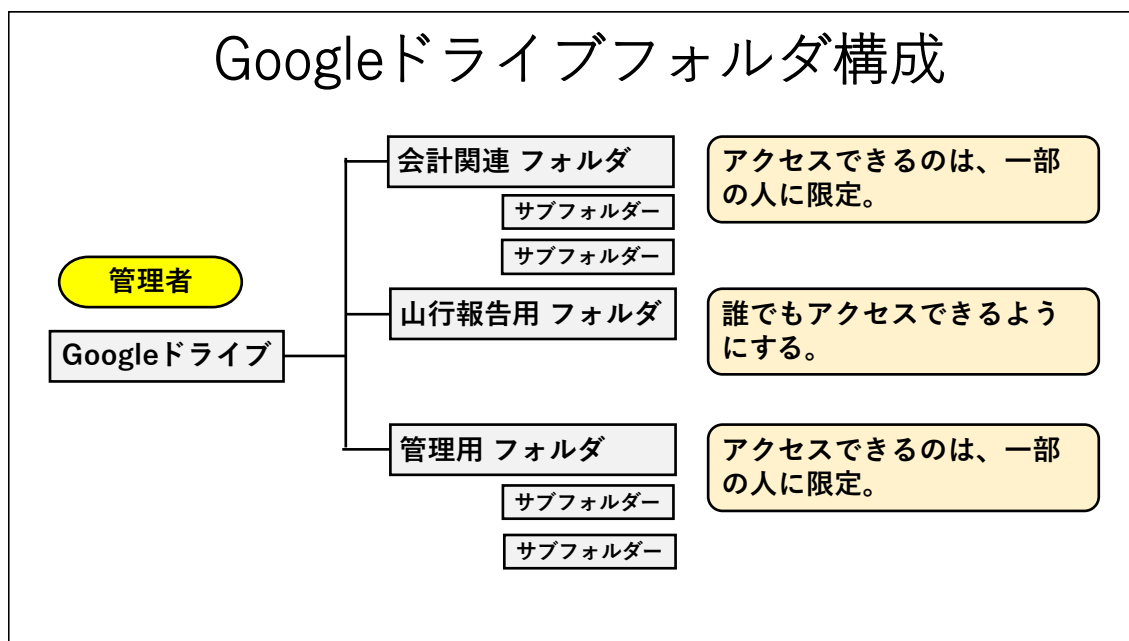 Googleドライブフォルダ構成
会計関連 フォルダ
アクセスできるのは、一部
の人に限定。
サブフォルダー
サブフォルダー
管理者
山行報告用 フォルダ
誰でもアクセスできるよう
にする。
Googleドライブ
管理用 フォルダ
アクセスできるのは、一部
の人に限定。
サブフォルダー
サブフォルダー